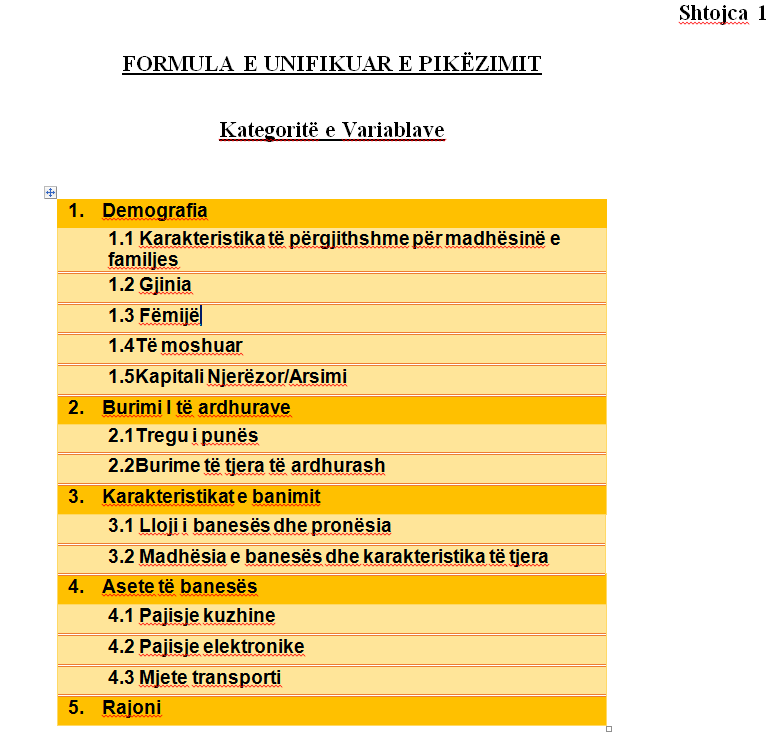 Shtojca 1
FORMULA E UNIFIKUAR E PIKËZIMIT
Kategoritë e Variablave
1. Demografia
1.1 Karakteristika të përgjithshme për madhësinë e
familjes
1.2 Gjinia
1.3 Fëmijë
1.4Të moshuar
1.5Kapitali Njerëzor/Arsimi
2. Burimi I të ardhurave
2.1Tregu i punës
2.2Burime të tjera të ardhurash
3. Karakteristikat e banimit
3.1 Lloji i banesës dhe pronësia
3.2 Madhësia e banesës dhe karakteristika të tjera
4. Asete të banesës
4.1 Pajisje kuzhine
4.2 Pajisje elektronike
4.3 Mjete transporti
5. Rajoni